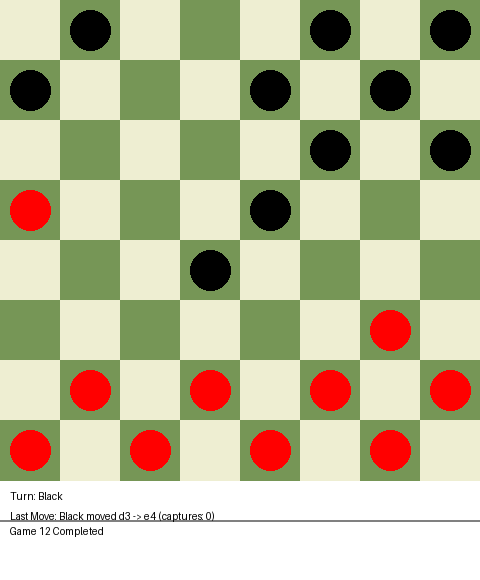 Turn: Black
Last Move: Black moved d3 -> e4 (captures: 0)
Game 12 Completed